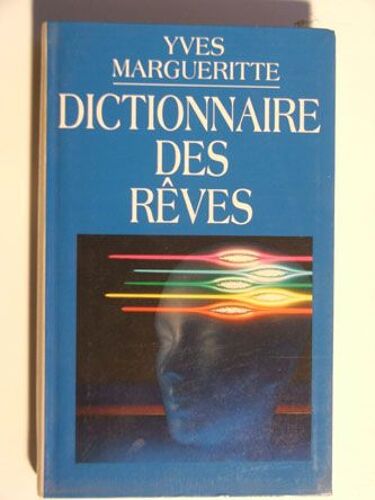 YVES
MARGUERITTE
DICTIONNAIRE
DES
RÊVES